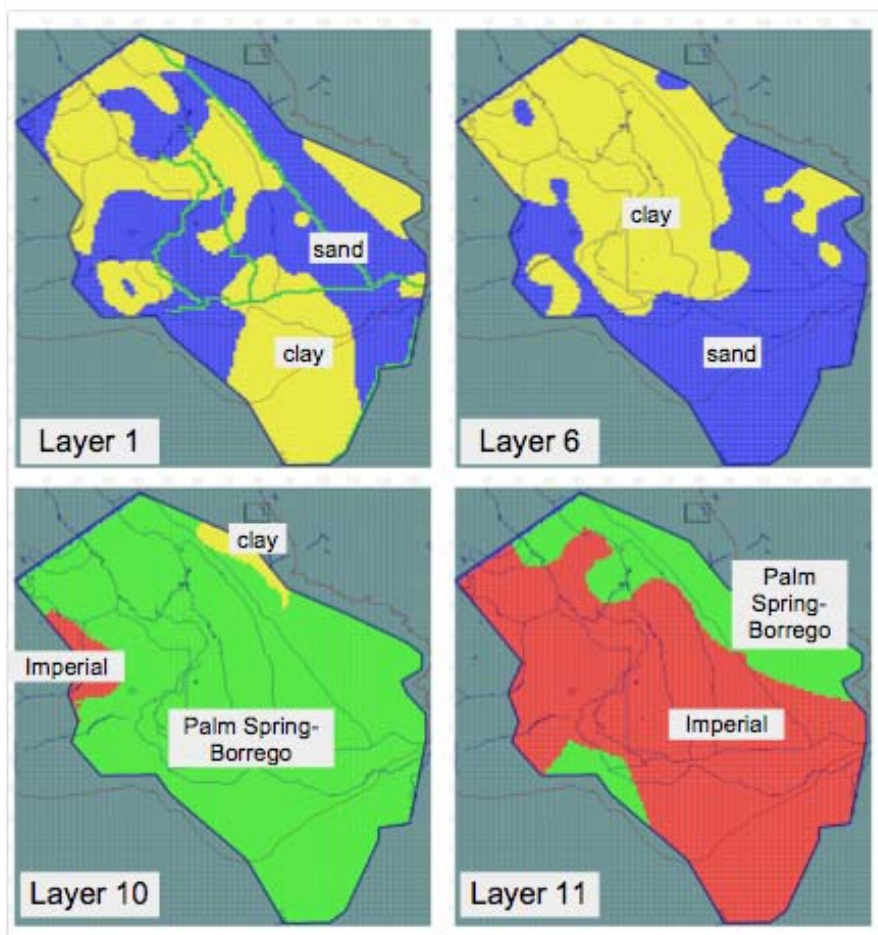 sand
clay
Layer 1
clay
sand
Layer 6
clay
Imperial
Palm Spring-
Borrego
Layer 10
Palm
Spring-
Borrego
Imperial
Layer 11